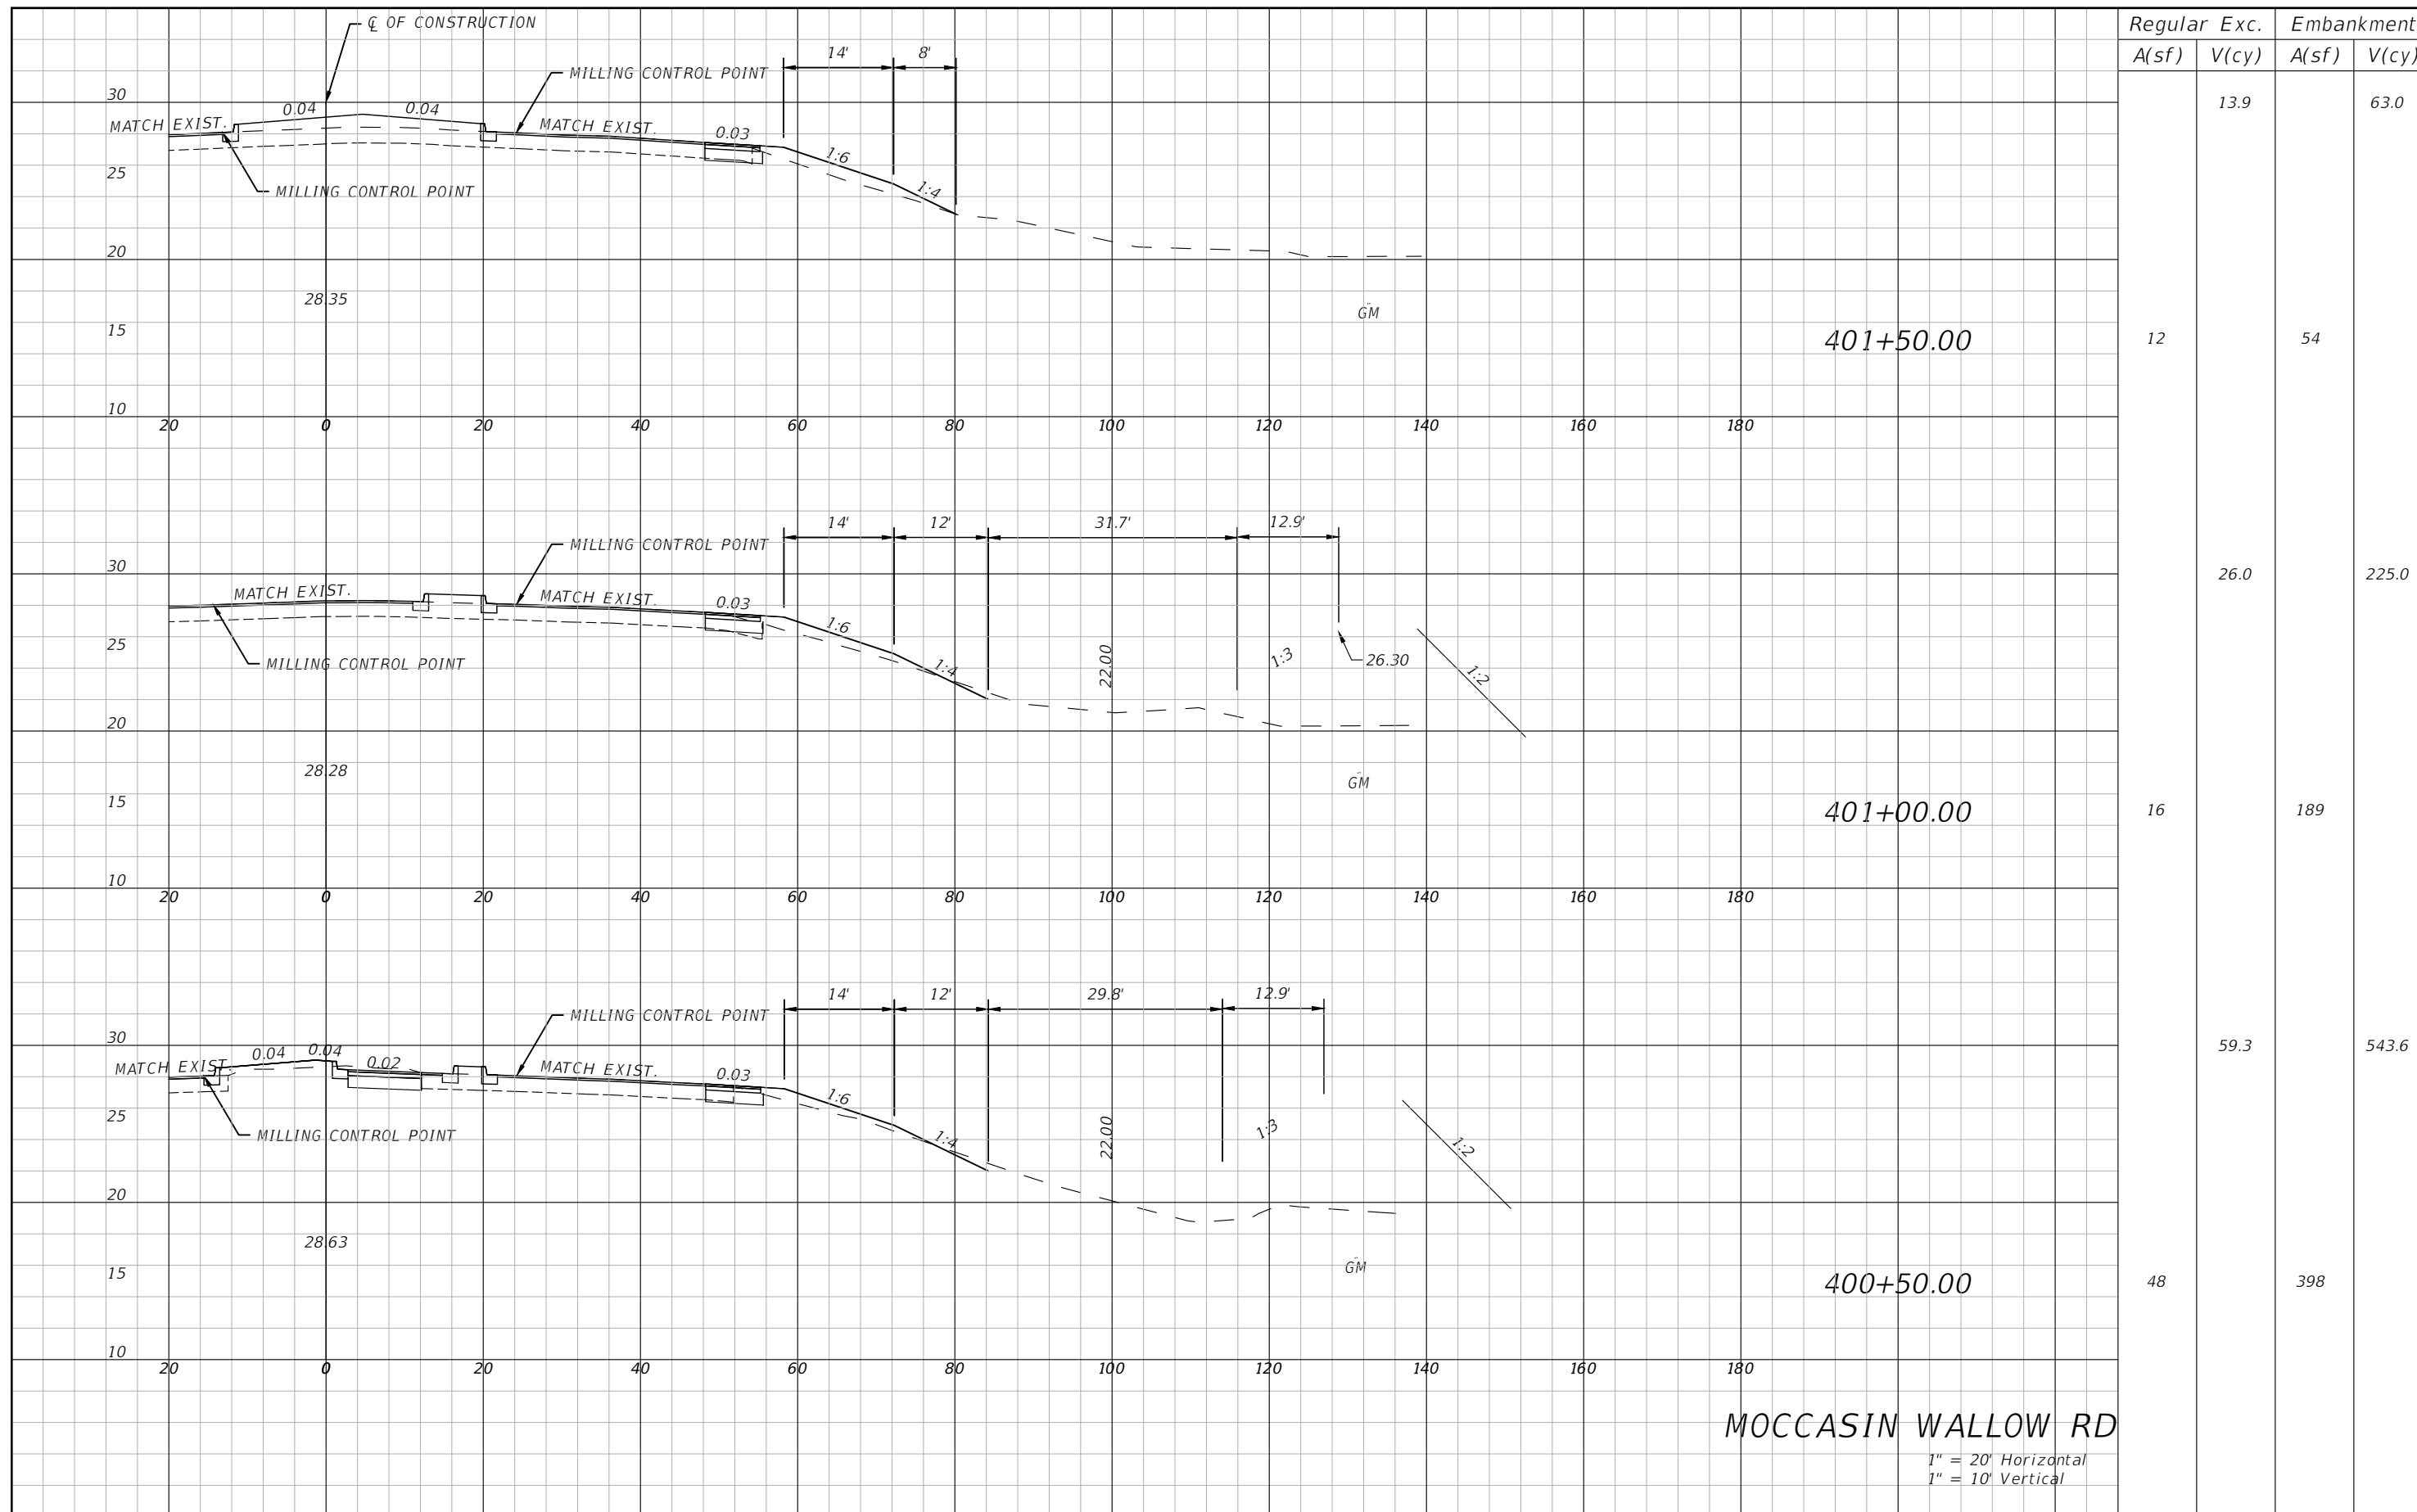 ℄ OF CONSTRUCTION
Regular Exc. Embankment
A(sf) V(cy) A(sf) V(cy)
14' 8'
MILLING CONTROL POINT
30 13.9 63.0
0.04 0.04
MATCH EXIST. MATCH EXIST. 0.03
1:6
25
1:4
MILLING CONTROL POINT
20
28.35
GM
15 401+50.00 12 54
10
20 0 20 40 60 80 100 120 140 160 180
14' 12' 31.7' 12.9'
MILLING CONTROL POINT
30 26.0 225.0
MATCH EXIST. MATCH EXIST. 0.03
1:6
25
MILLING CONTROL POINT 1:4 22.00 1:3 26.30 1:2
20
28.28
GM
15 401+00.00 16 189
10
20 0 20 40 60 80 100 120 140 160 180
14' 12' 29.8' 12.9'
MILLING CONTROL POINT
30 59.3 543.6
0.04 0.04 0.02
MATCH EXIST. MATCH EXIST. 0.03
1:6
25
MILLING CONTROL POINT 1:4 22.00 1:3 1:2
20
28.63
GM
15 400+50.00 48 398
10
20 0 20 40 60 80 100 120 140 160 180
MOCCASIN WALLOW RD
1" = 20' Horizontal
1" = 10' Vertical